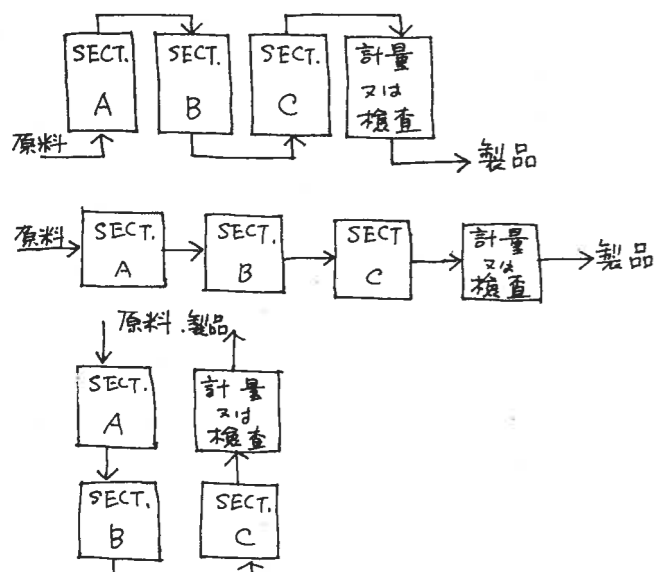 SECT. A
SECT. B
SECT. C
計量又は検査
原料
製品
原料
SECT. A
SECT. B
SECT C
計量又は検査
製品
原料
製品
SECT. A
計量又は検査
SECT. B
SECT. C